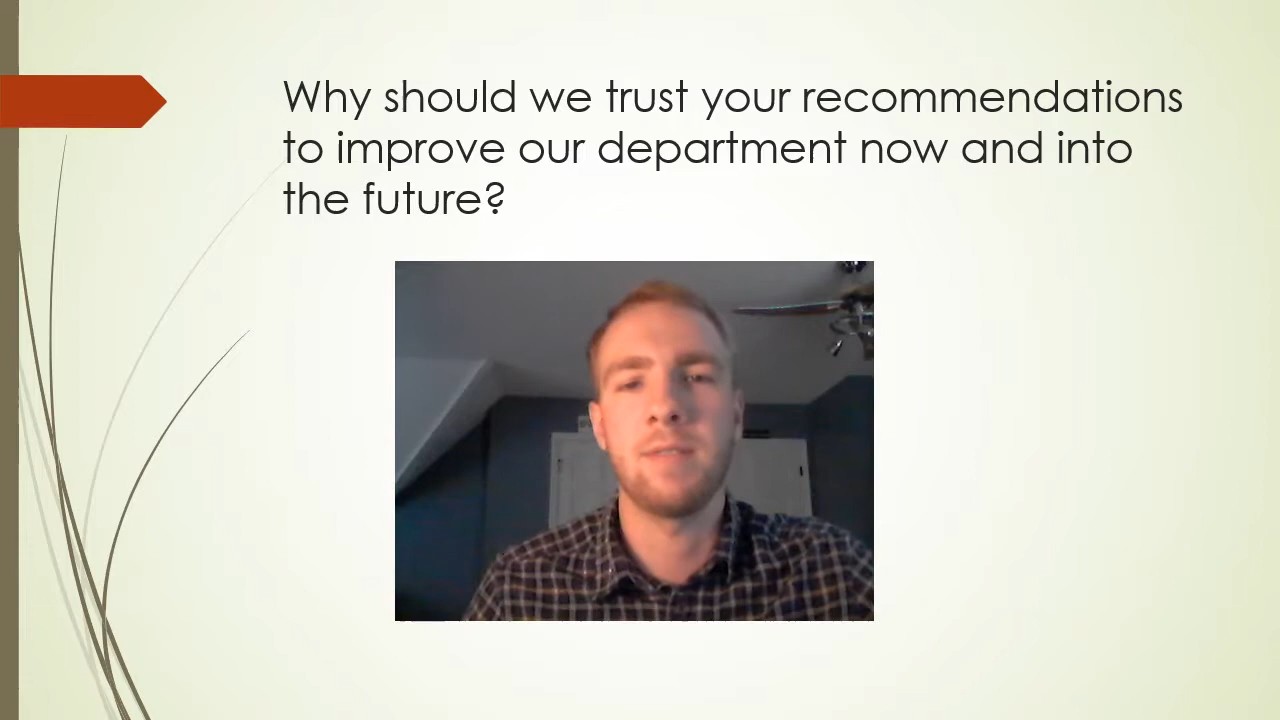 Why should we trust your recommendations
to improve our department now and into
the future?